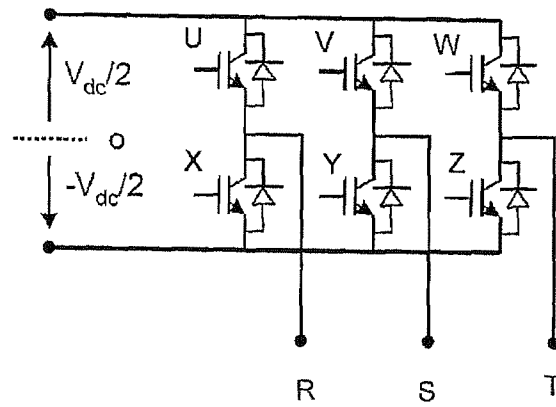 U V W
V_dc/2
o
X Y Z
-V_dc/2
R S T